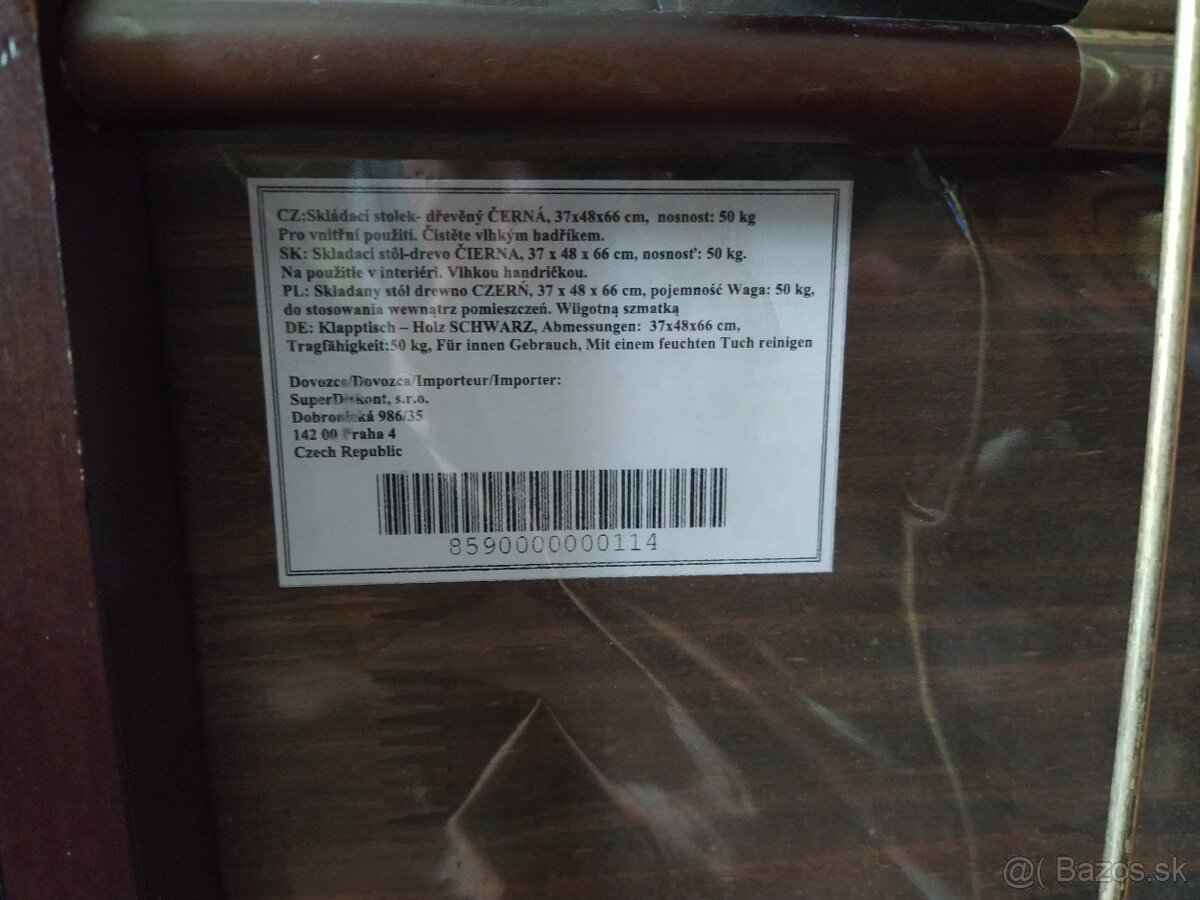 CZ:Skládací stolek- dřevěný ČERNÁ, 37x48x66 cm, nosnost: 50 kg
Pro vnitřní použití. Čistěte vlhkým hadříkem.
SK: Skladací stôl-drevo ČIERNA, 37 x 48 x 66 cm, nosnosť: 50 kg.
Na použitie v interiéri. Vlhkou handričkou.
PL: Składany stół drewno CZERŃ, 37 x 48 x 66 cm, pojemność Waga: 50 kg,
do stosowania wewnątrz pomieszczeń. Wilgotną szmatką
DE: Klapptisch – Holz SCHWARZ, Abmessungen: 37x48x66 cm,
Tragfähigkeit:50 kg, Für innen Gebrauch, Mit einem feuchten Tuch reinigen
Dovozce/Dovozca/Importeur/Importer:
s.r.o.
986/35
142 00 Praha 4
Czech Republic
8590000000114
@( Bazos.sk